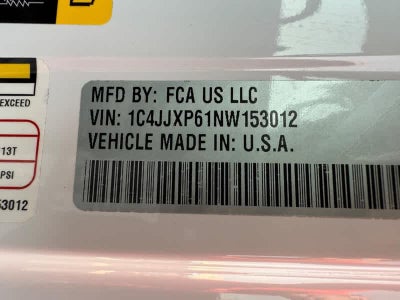 MFD BY: FCA US LLC
VIN: 1C4JJXP61NW153012
VEHICLE MADE IN: U.S.A.
EXCEED
13T
PSI
53012